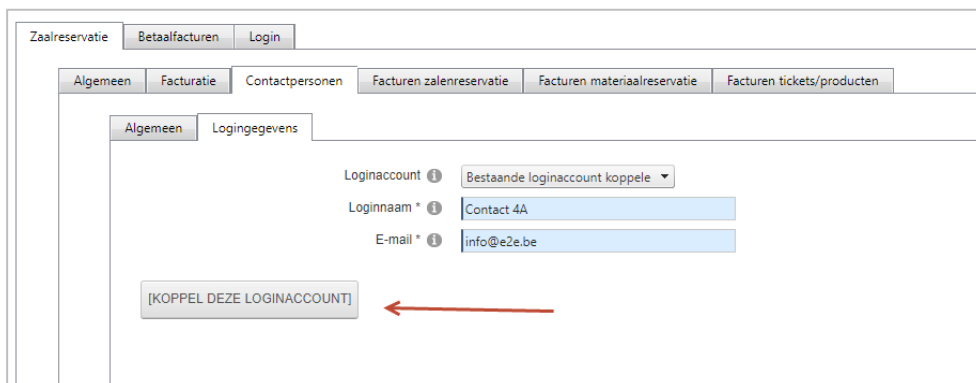 Zaalreservatie Betaalfacturen Login
Algemeen Facturatie Contactpersonen Facturen zalenreservatie Facturen materiaalreservatie Facturen tickets/producten
Algemeen Logingegevens
Loginaccount Bestaande loginaccount koppele
Loginnaam * Contact 4A
E-mail * info@e2e.be
[KOPPEL DEZE LOGINACCOUNT]